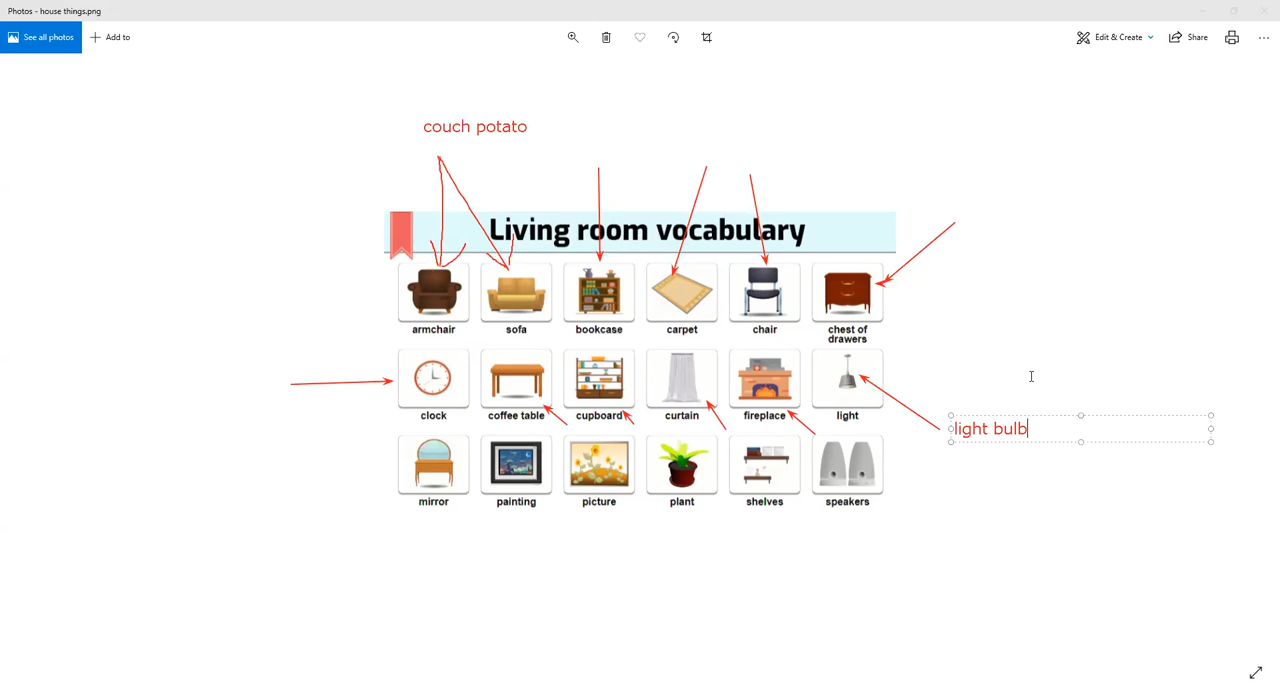 Photos - house things.png
See all photos
Add to
Edit & Create
Share
couch potato
Living room vocabulary
armchair
sofa
bookcase
carpet
chair
chest of
drawers
clock
coffee table
cupboard
curtain
fireplace
light
light bulb
mirror
painting
picture
plant
shelves
speakers